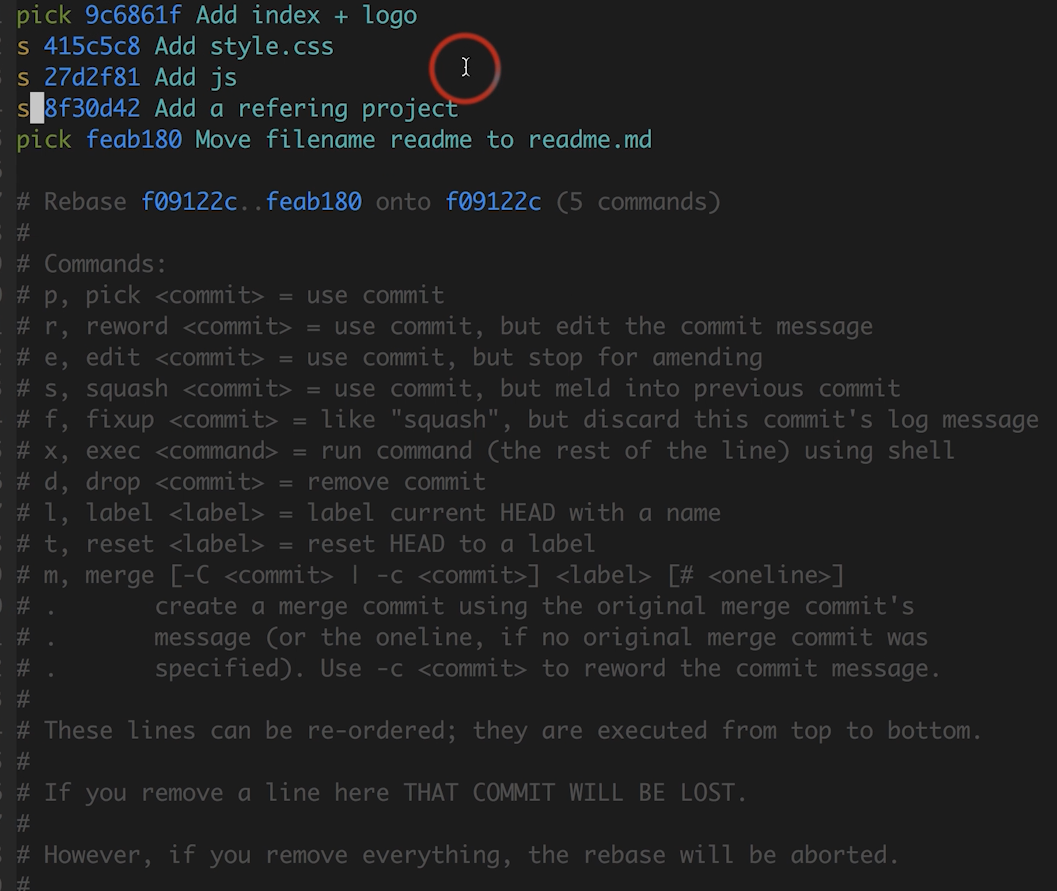 pick 9c6861f Add index + logo
s 415c5c8 Add style.css
s 27d2f81 Add js
s 8f30d42 Add a refering project
pick feab180 Move filename readme to readme.md
# Rebase f09122c..feab180 onto f09122c (5 commands)
#
# Commands:
# p, pick <commit> = use commit
# r, reword <commit> = use commit, but edit the commit message
# e, edit <commit> = use commit, but stop for amending
# s, squash <commit> = use commit, but meld into previous commit
# f, fixup <commit> = like "squash", but discard this commit's log message
# x, exec <command> = run command (the rest of the line) using shell
# d, drop <commit> = remove commit
# l, label <label> = label current HEAD with a name
# t, reset <label> = reset HEAD to a label
# m, merge [-C <commit> | -c <commit>] <label> [# <oneline>]
# .       create a merge commit using the original merge commit's
# .       message (or the oneline, if no original merge commit was
# .       specified). Use -c <commit> to reword the commit message.
#
# These lines can be re-ordered; they are executed from top to bottom.
#
# If you remove a line here THAT COMMIT WILL BE LOST.
#
# However, if you remove everything, the rebase will be aborted.
#